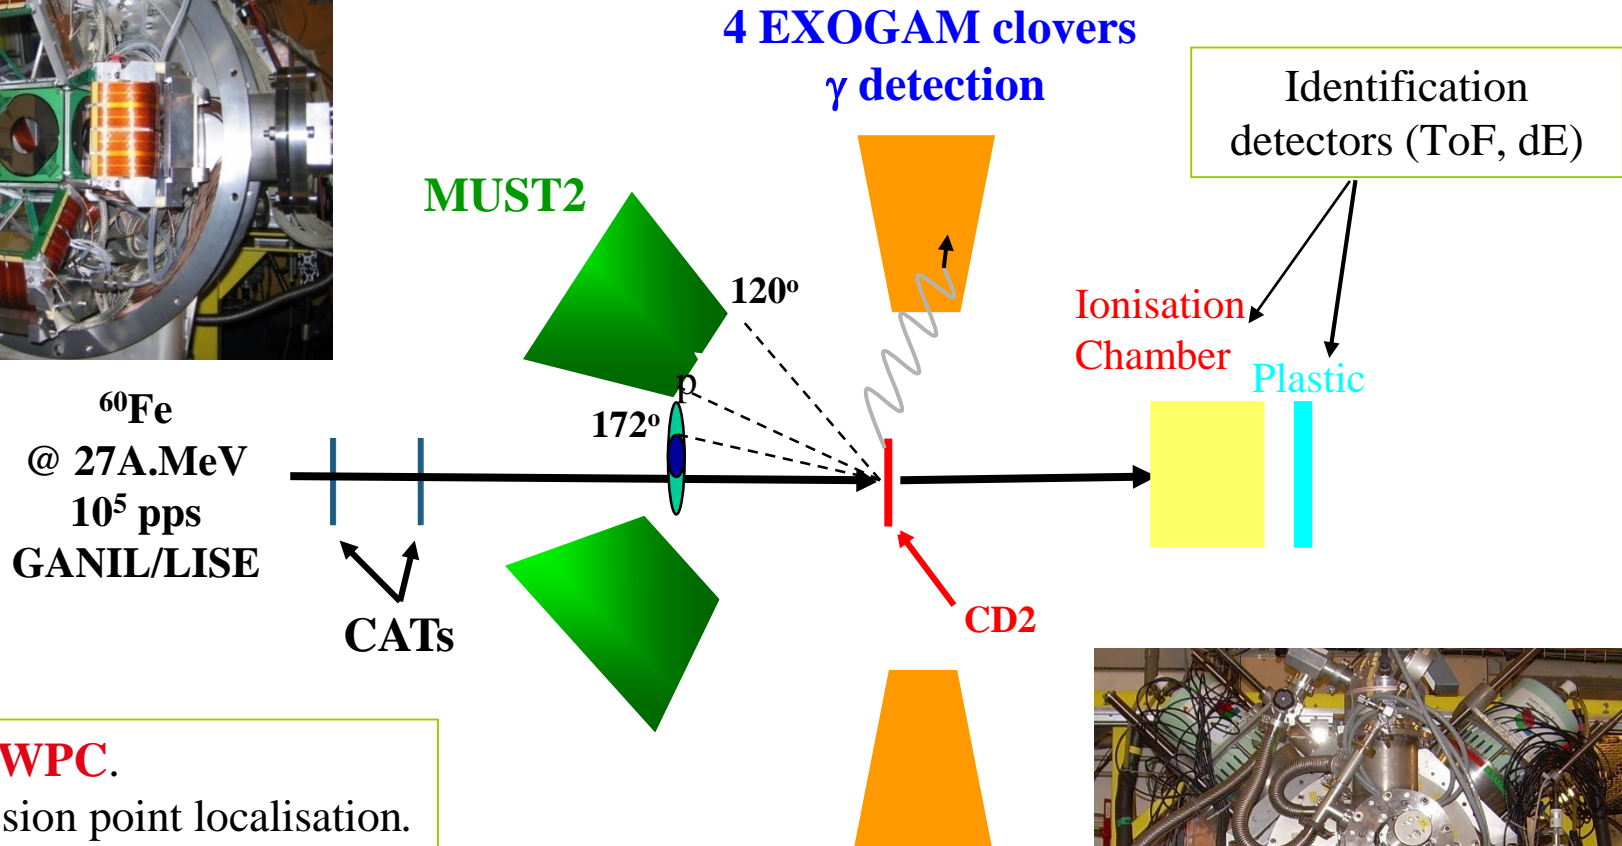 4 EXOGAM clovers
γ detection
Identification
detectors (ToF, dE)
MUST2
120º
Ionisation
Chamber
Plastic
p
172º
⁶⁰Fe
@ 27A.MeV
10⁵ pps
GANIL/LISE
CATs
CD2
WPC.
sion point localisation.